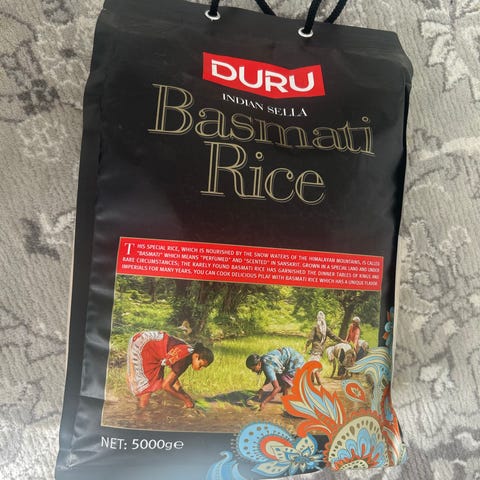 DURU
INDIAN SELLA
Basmati
Rice
THIS SPECIAL RICE, WHICH IS NOURISHED BY THE SNOW WATERS OF THE HIMALAYAN MOUNTAINS, IS CALLED
"BASMATI" WHICH MEANS "PERFUMED" AND "SCENTED" IN SANSKRIT. GROWN IN A SPECIAL LAND AND UNDER
RARE CIRCUMSTANCES; THE RARELY FOUND BASMATI RICE HAS GARNISHED THE DINNER TABLES OF KINGS AND
IMPERIALS FOR MANY YEARS. YOU CAN COOK DELICIOUS PILAF WITH BASMATI RICE WHICH HAS A UNIQUE FLAVOR.
NET: 5000g℮